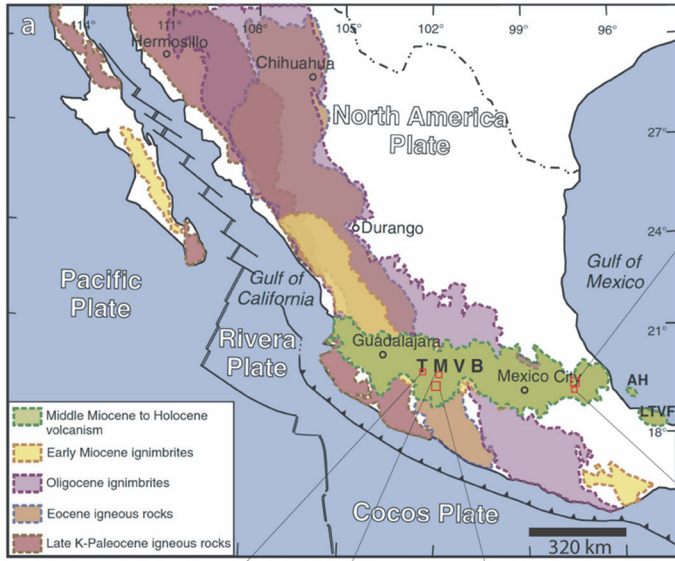 a
114°
111°
108°
105°
102°
99°
96°
Hermosillo
Chihuahua
North America
Plate
27°
Durango
24°
Gulf of
Mexico
Pacific
Plate
Gulf of
California
Rivera
Plate
21°
Guadalajara
T M V B
Mexico City
AH
LTVF
18°
Middle Miocene to Holocene
volcanism
Early Miocene ignimbrites
Oligocene ignimbrites
Eocene igneous rocks
Late K-Paleocene igneous rocks
Cocos Plate
320 km